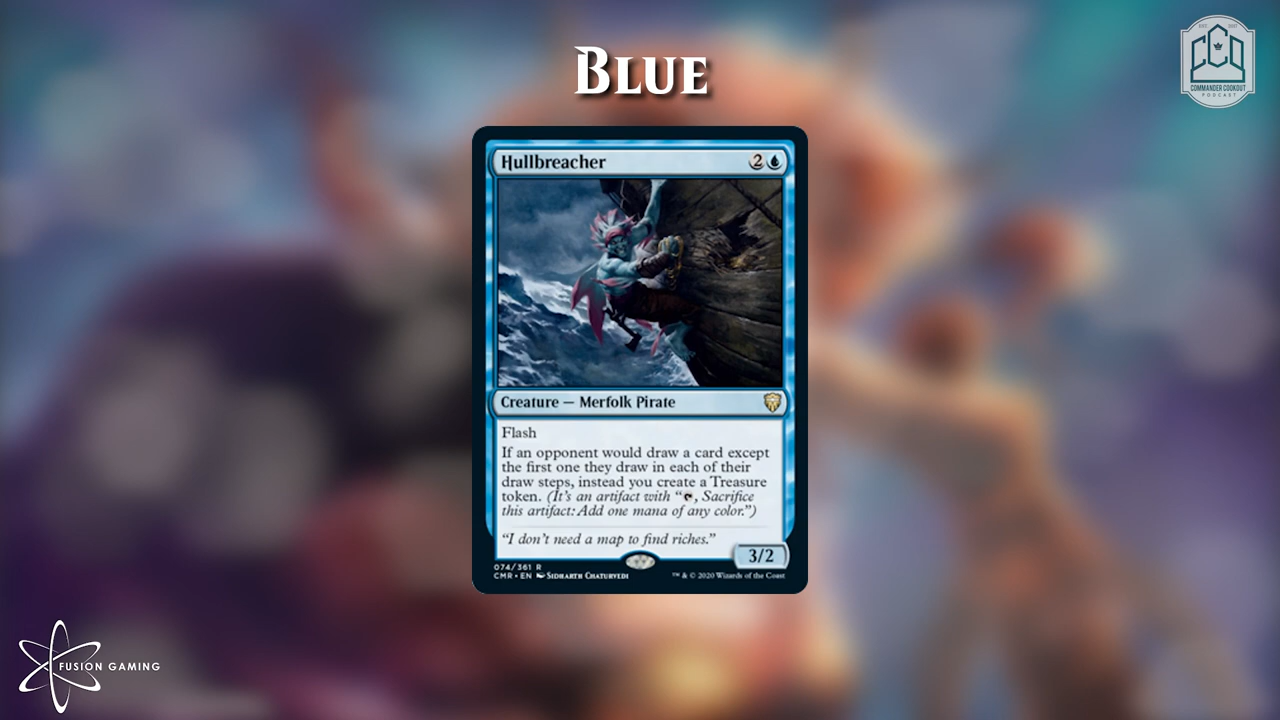 BLUE
CCO
COMMANDER COOKOUT
PODCAST
Hullbreacher
2
Creature — Merfolk Pirate
Flash
If an opponent would draw a card except
the first one they draw in each of their
draw steps, instead you create a Treasure
token. (It's an artifact with “, Sacrifice
this artifact: Add one mana of any color.”)
“I don't need a map to find riches.”
3/2
074/361 R
CMR • EN SIDHARTH CHATURVEDI
™ & © 2020 Wizards of the Coast
FUSION GAMING